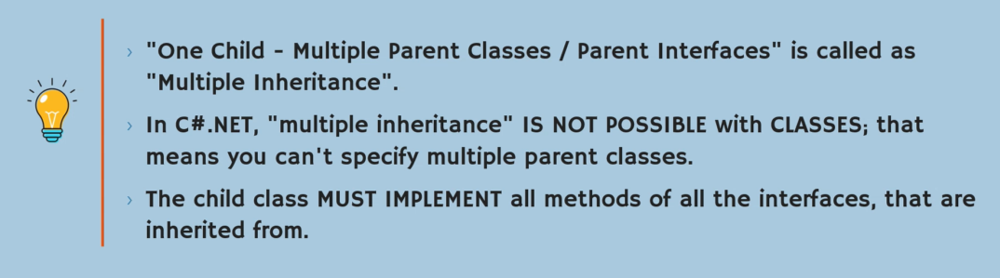 › "One Child - Multiple Parent Classes / Parent Interfaces" is called as
"Multiple Inheritance".
› In C#.NET, "multiple inheritance" IS NOT POSSIBLE with CLASSES; that
means you can't specify multiple parent classes.
› The child class MUST IMPLEMENT all methods of all the interfaces, that are
inherited from.